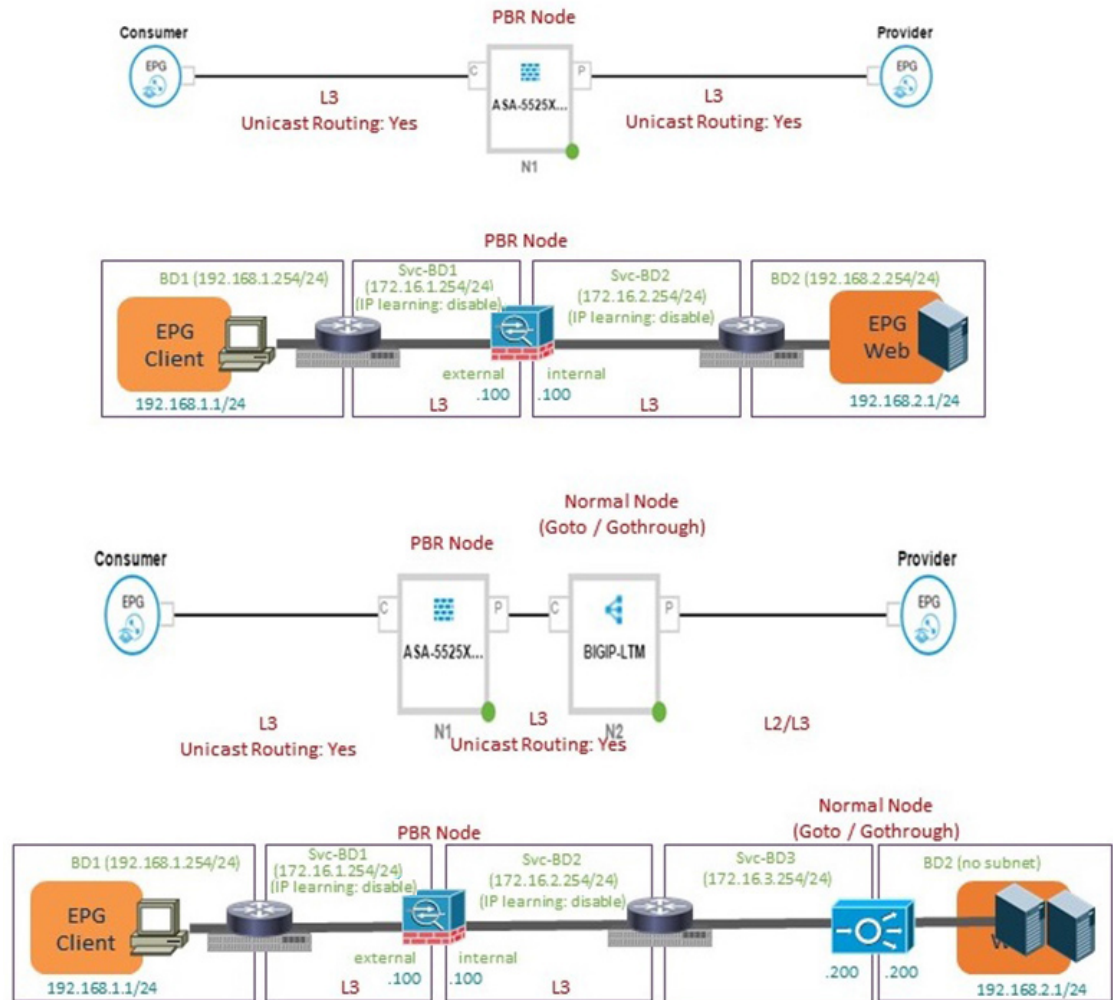 PBR Node
Consumer
Provider
EPG
C
P
EPG
ASA-5525X...
L3
Unicast Routing: Yes
L3
Unicast Routing: Yes
N1
PBR Node
BD1 (192.168.1.254/24)
Svc-BD1
(172.16.1.254/24)
(IP learning: disable)
Svc-BD2
(172.16.2.254/24)
(IP learning: disable)
BD2 (192.168.2.254/24)
EPG
Client
EPG
Web
external
.100
internal
.100
192.168.1.1/24
L3
L3
192.168.2.1/24
Normal Node
(Goto / Gothrough)
PBR Node
Consumer
Provider
EPG
C
P
C
P
EPG
ASA-5525X...
BIGIP-LTM
N1
N2
L3
Unicast Routing: Yes
L3
Unicast Routing: Yes
L2/L3
Normal Node
(Goto / Gothrough)
PBR Node
BD1 (192.168.1.254/24)
Svc-BD1
(172.16.1.254/24)
(IP learning: disable)
Svc-BD2
(172.16.2.254/24)
(IP learning: disable)
Svc-BD3
(172.16.3.254/24)
BD2 (no subnet)
EPG
Client
external
.100
internal
.100
.200
.200
192.168.1.1/24
L3
L3
192.168.2.1/24